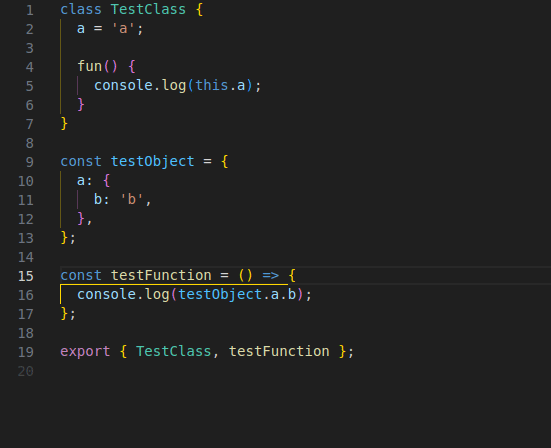 1 class TestClass {
2   a = 'a';
3
4   fun() {
5     console.log(this.a);
6   }
7 }
8
9 const testObject = {
10   a: {
11     b: 'b',
12   },
13 };
14
15 const testFunction = () => {
16   console.log(testObject.a.b);
17 };
18
19 export { TestClass, testFunction };
20